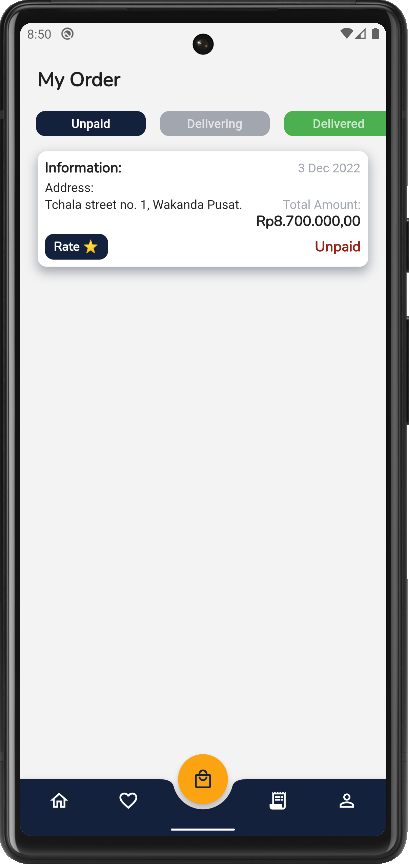 8:50
My Order
Unpaid
Delivering
Delivered
Information:
3 Dec 2022
Address:
Tchala street no. 1, Wakanda Pusat.
Total Amount:
Rp8.700.000,00
Rate ⭐
Unpaid